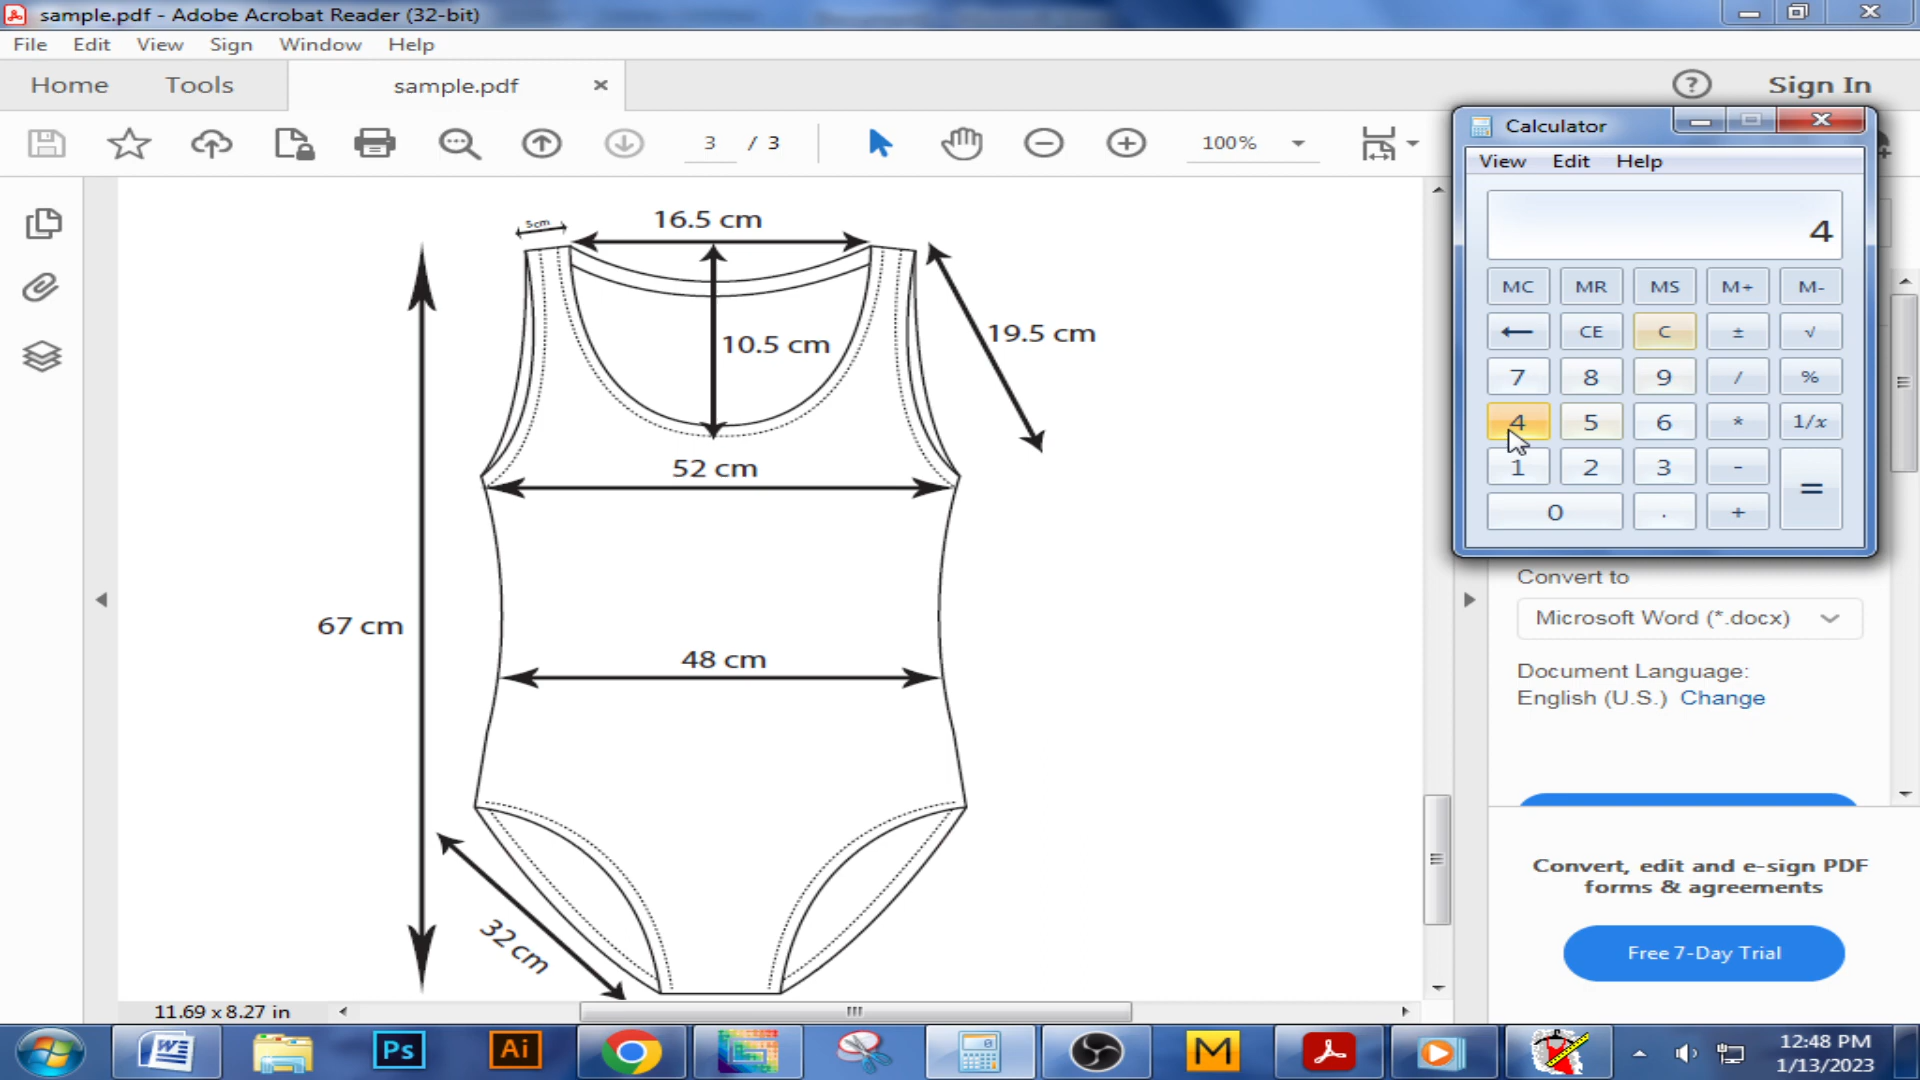 sample.pdf - Adobe Acrobat Reader (32-bit)
File Edit View Sign Window Help
Home Tools sample.pdf × ? Sign In
3 / 3 100%
Calculator
View Edit Help
4
MC MR MS M+ M-
← CE C ± √
7 8 9 / %
4 5 6 * 1/x
1 2 3 - =
0 . +
5cm
16.5 cm
10.5 cm
19.5 cm
52 cm
67 cm
48 cm
32 cm
Convert to
Microsoft Word (*.docx)
Document Language:
English (U.S.) Change
Convert, edit and e-sign PDF
forms & agreements
Free 7-Day Trial
11.69 x 8.27 in
Ps Ai M
12:48 PM
1/13/2023